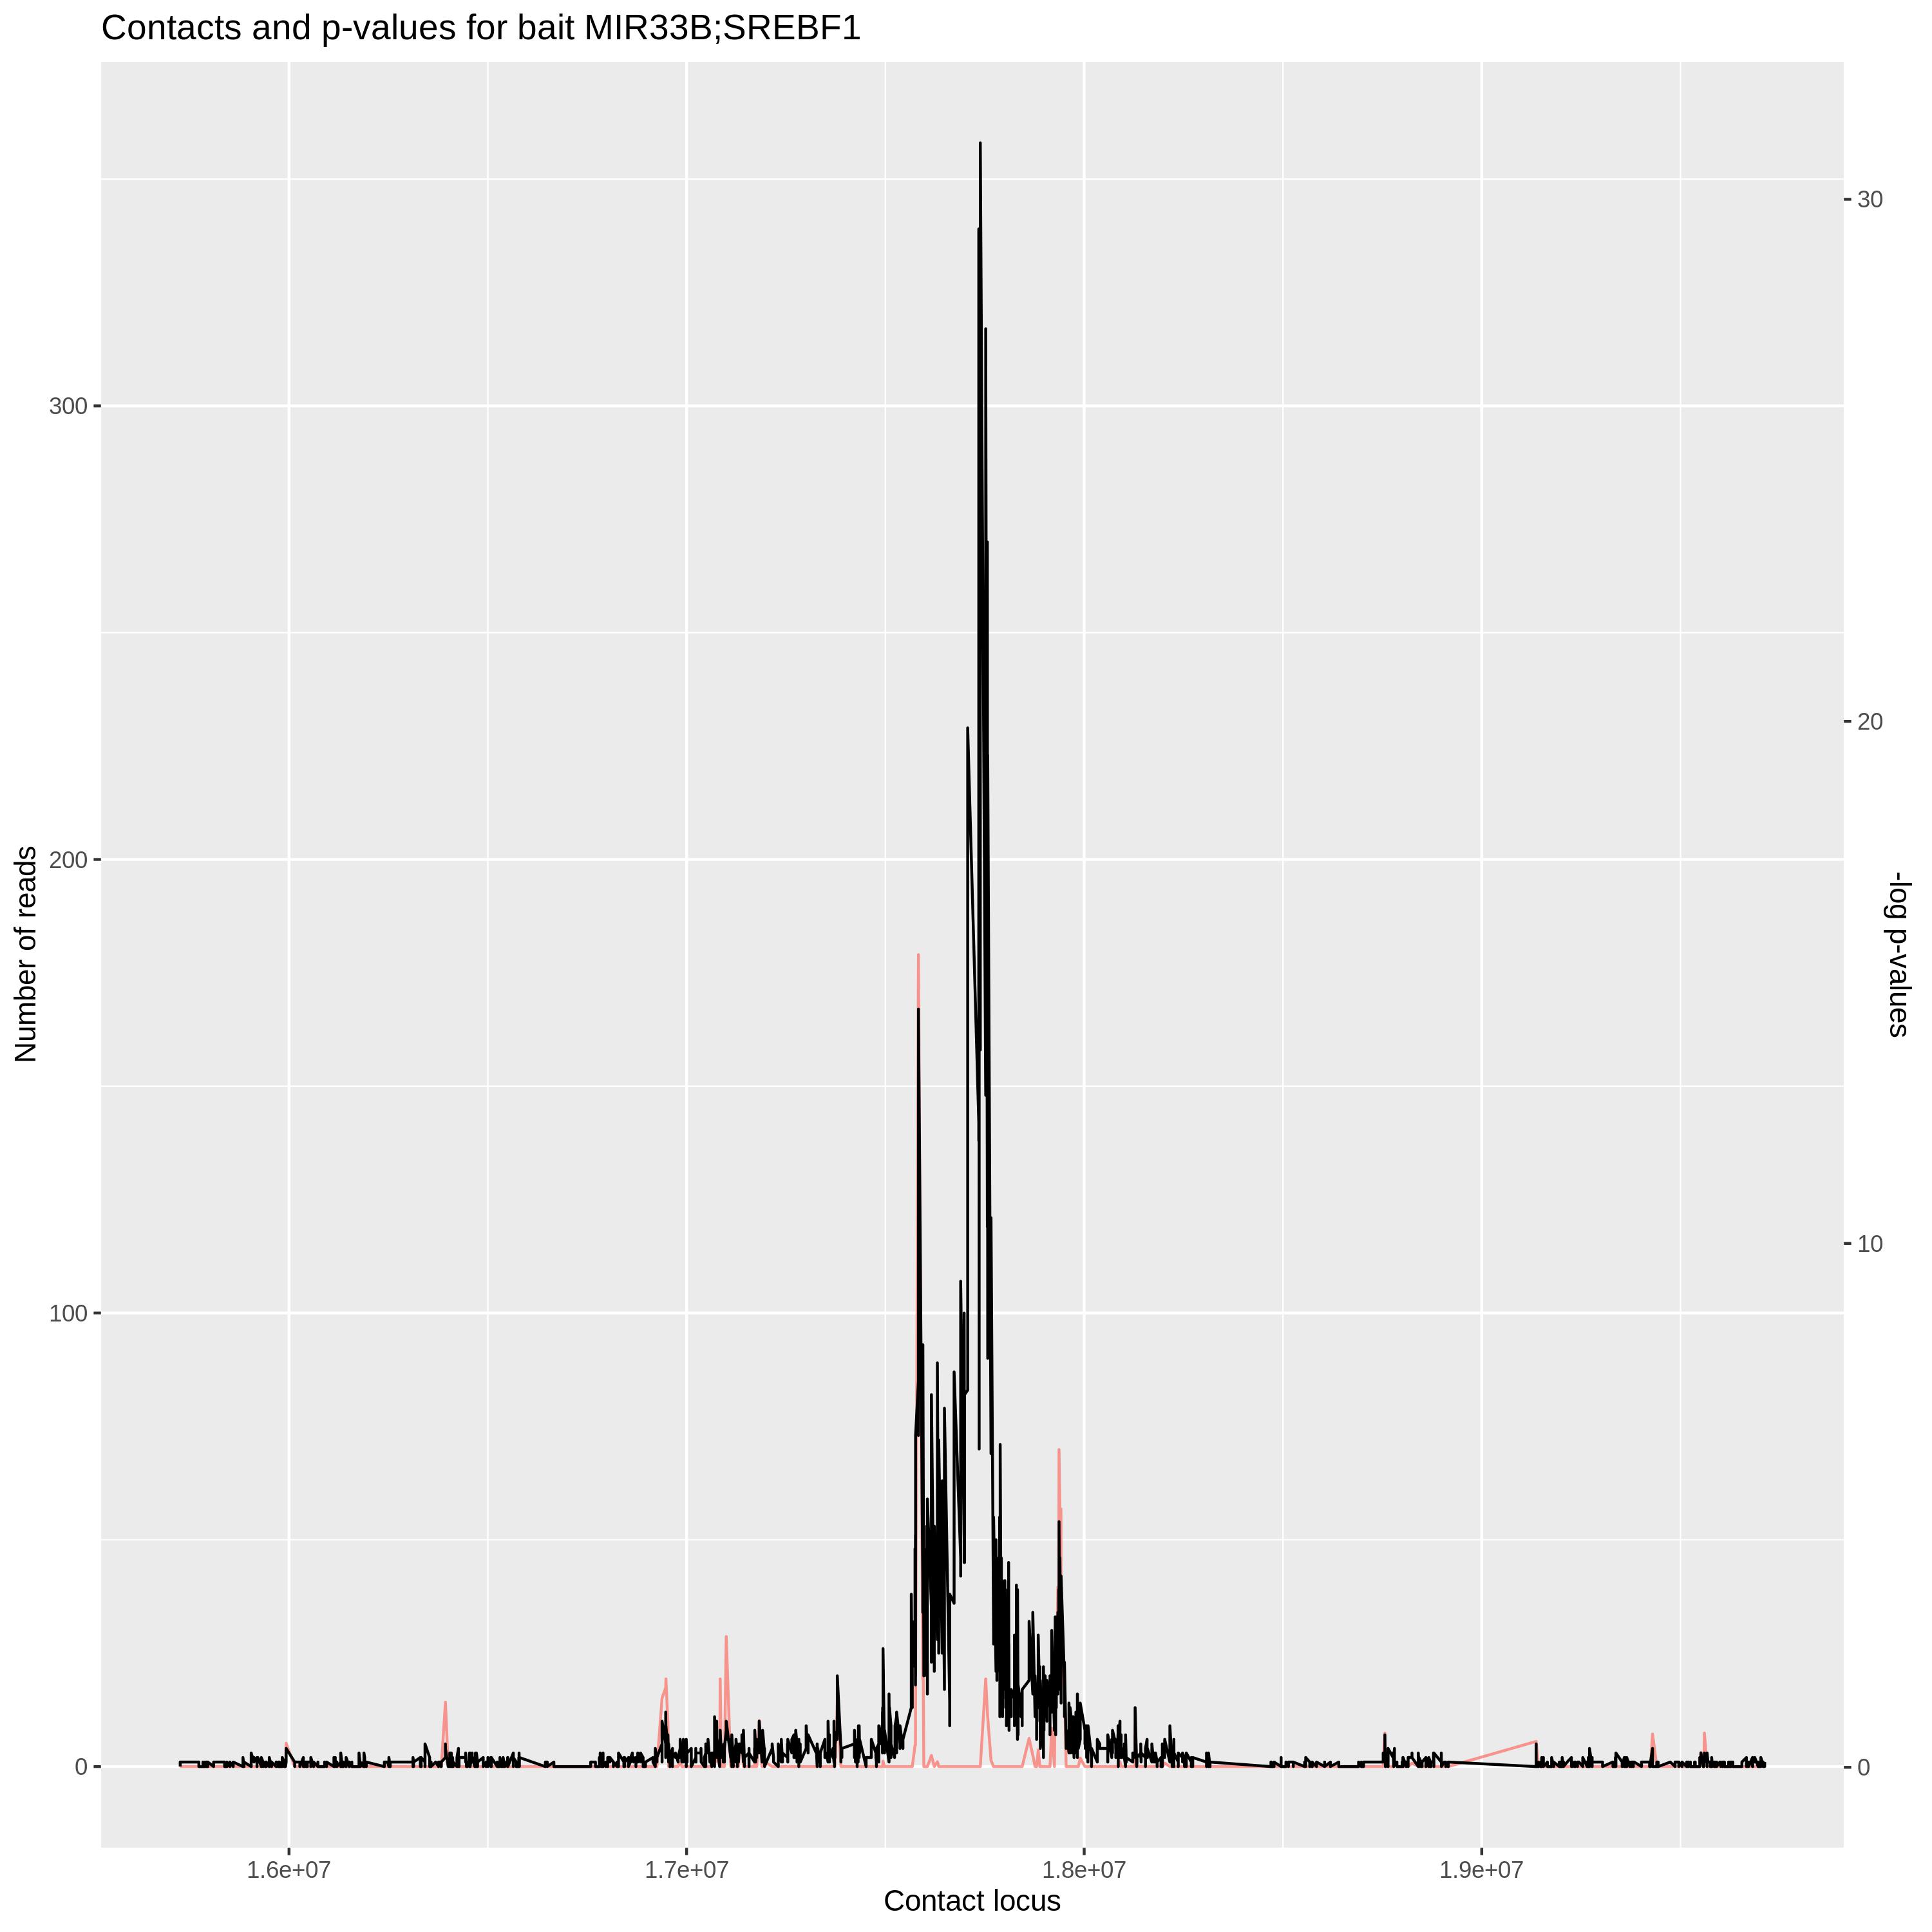 Contacts and p-values for bait MIR33B;SREBF1
Number of reads
300
200
100
0
30
20
10
0
-log p-values
1.6e+07
1.7e+07
1.8e+07
1.9e+07
Contact locus